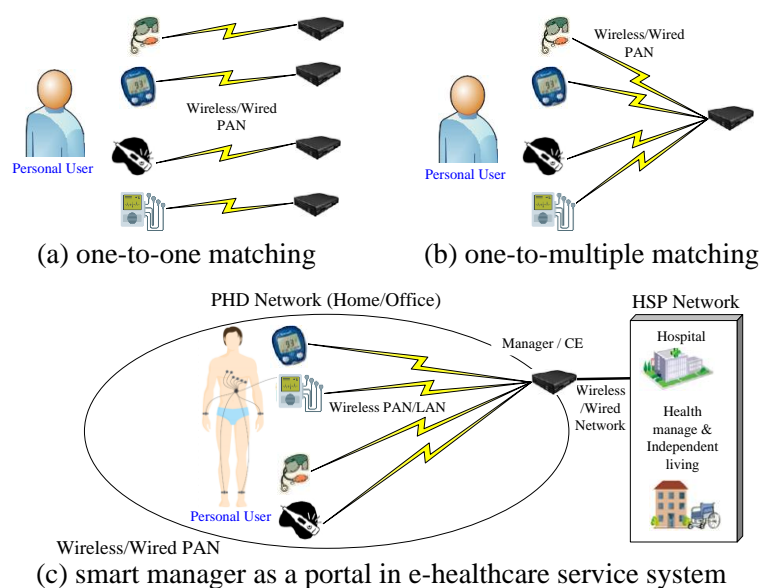 Wireless/Wired
PAN
Personal User
(a) one-to-one matching
Wireless/Wired
PAN
Personal User
(b) one-to-multiple matching
PHD Network (Home/Office)
HSP Network
Manager / CE
Hospital
Wireless PAN/LAN
Wireless
/Wired
Network
Health
manage &
Independent
living
Personal User
Wireless/Wired PAN
(c) smart manager as a portal in e-healthcare service system